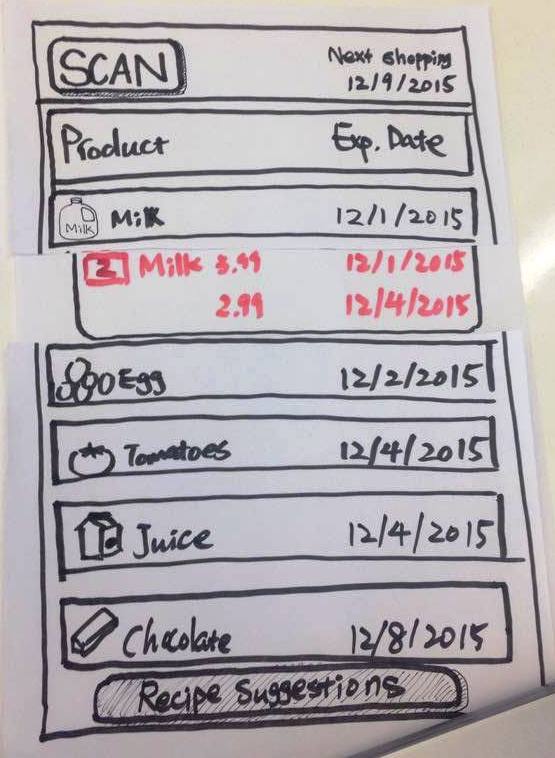 SCAN Next shopping
12/9/2015
Product Exp. Date
Milk Milk 12/1/2015
2 Milk 3.99 12/1/2015
2.99 12/4/2015
Egg 12/2/2015
Tomatoes 12/4/2015
Juice 12/4/2015
Chocolate 12/8/2015
Recipe Suggestions